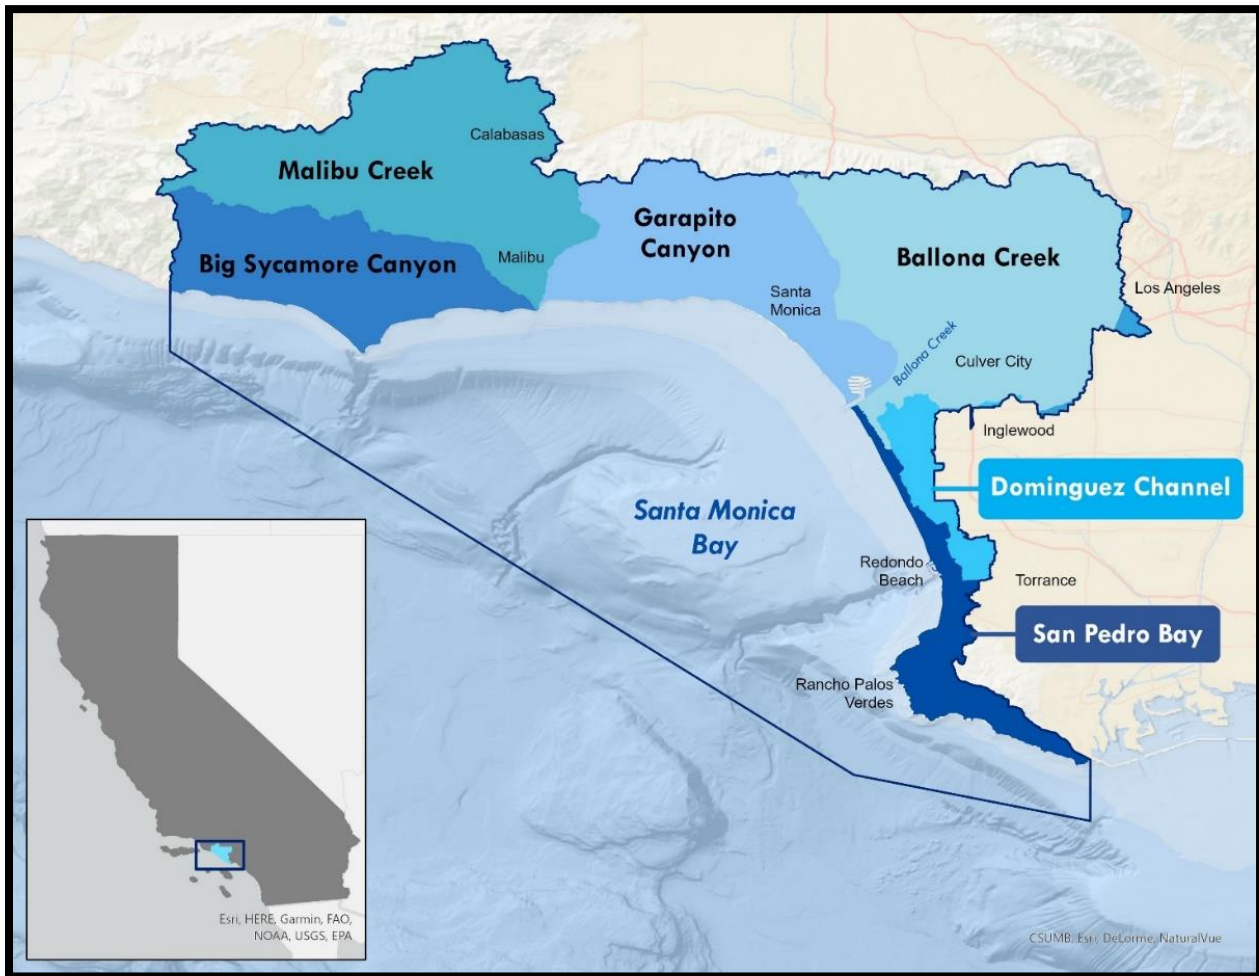 Calabasas
Malibu Creek
Garapito
Canyon
Big Sycamore Canyon
Malibu
Ballona Creek
Santa
Monica
Los Angeles
Ballona Creek
Culver City
Inglewood
Dominguez Channel
Santa Monica
Bay
Redondo
Beach
Torrance
San Pedro Bay
Rancho Palos
Verdes
Esri, HERE, Garmin, FAO,
NOAA, USGS, EPA
CSUMB, Esri, DeLorme, NaturalVue